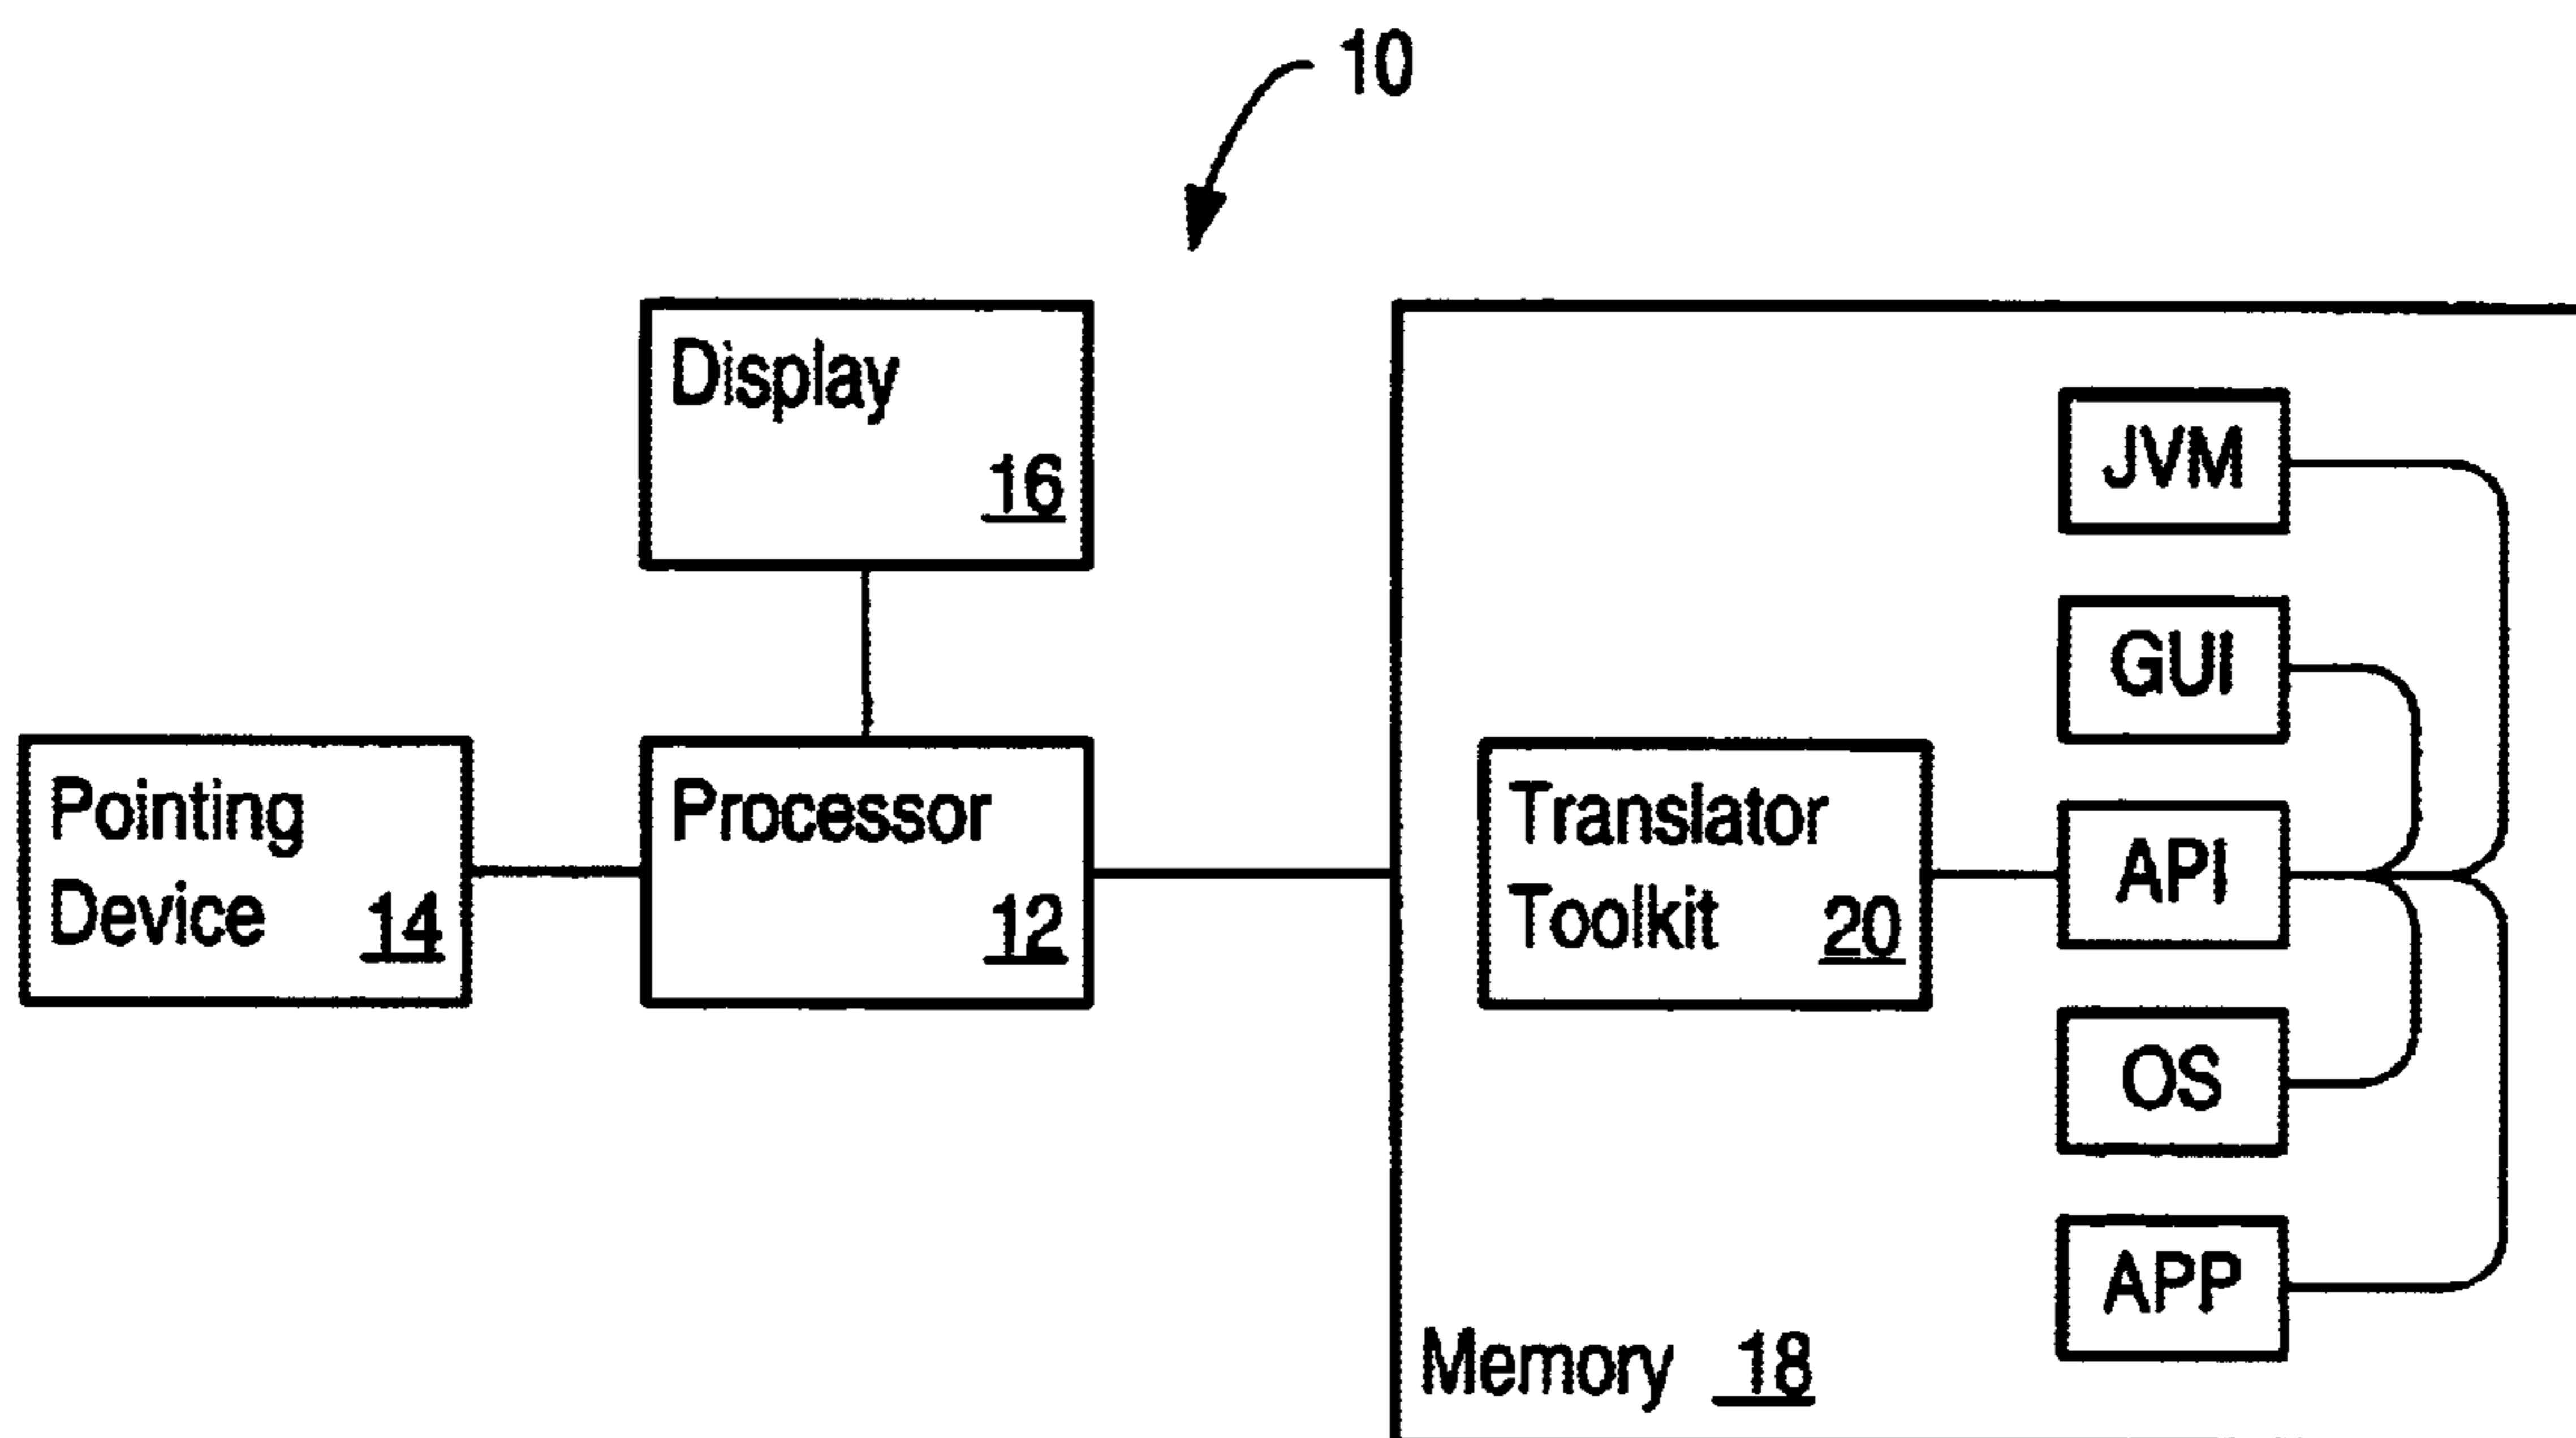 10
Display
16
JVM
GUI
Pointing
Device 14
Processor
12
Translator
Toolkit 20
API
OS
APP
Memory 18